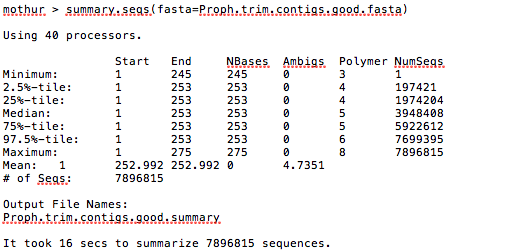 mothur > summary.seqs(fasta=Proph.trim.contigs.good.fasta)
Using 40 processors.
Start End NBases Ambigs Polymer NumSeqs
Minimum: 1 245 245 0 3 1
2.5%-tile: 1 253 253 0 4 197421
25%-tile: 1 253 253 0 4 1974204
Median: 1 253 253 0 5 3948408
75%-tile: 1 253 253 0 5 5922612
97.5%-tile: 1 253 253 0 6 7699395
Maximum: 1 275 275 0 8 7896815
Mean: 1 252.992 252.992 0 4.7351
# of Seqs: 7896815
Output File Names:
Proph.trim.contigs.good.summary
It took 16 secs to summarize 7896815 sequences.